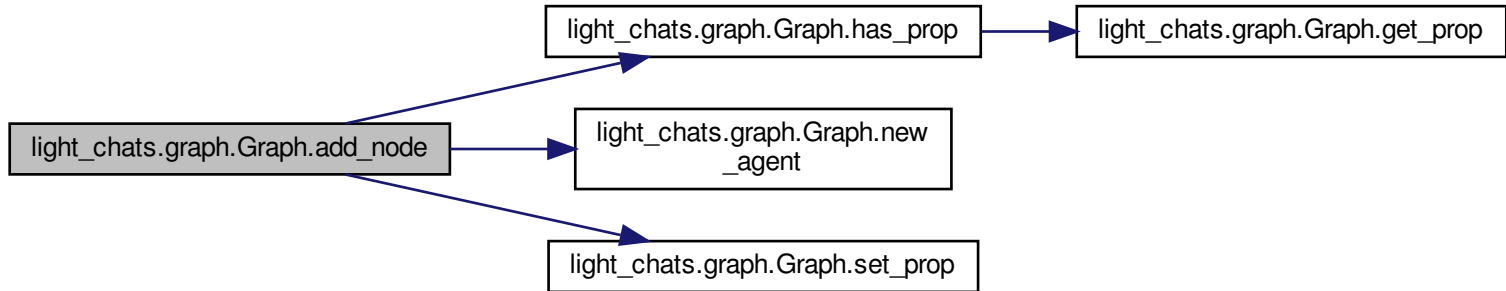 light_chats.graph.Graph.has_prop
light_chats.graph.Graph.get_prop
light_chats.graph.Graph.add_node
light_chats.graph.Graph.new
_agent
light_chats.graph.Graph.set_prop